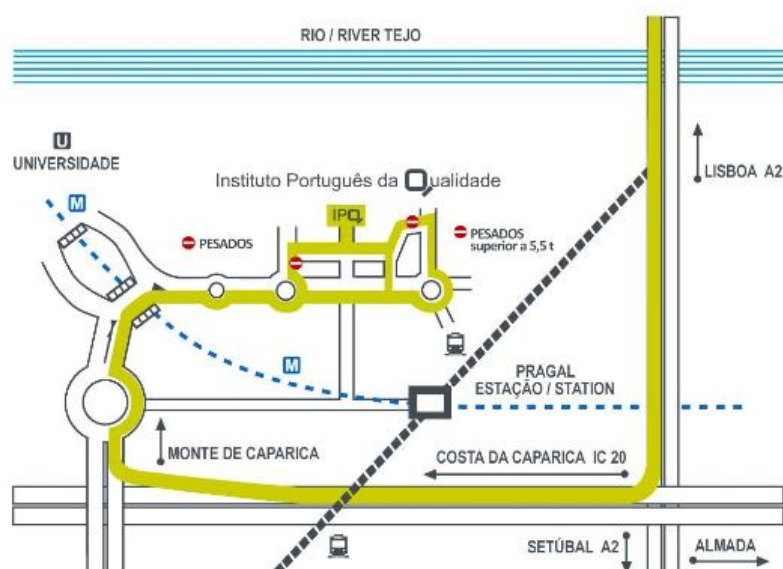 RIO / RIVER TEJO
U
UNIVERSIDADE
LISBOA A2
M
Instituto Português da Qualidade
IPQ
PESADOS
PESADOS
superior a 5,5 t
M
PRAGAL
ESTAÇÃO / STATION
MONTE DE CAPARICA
COSTA DA CAPARICA IC 20
SETÚBAL A2
ALMADA